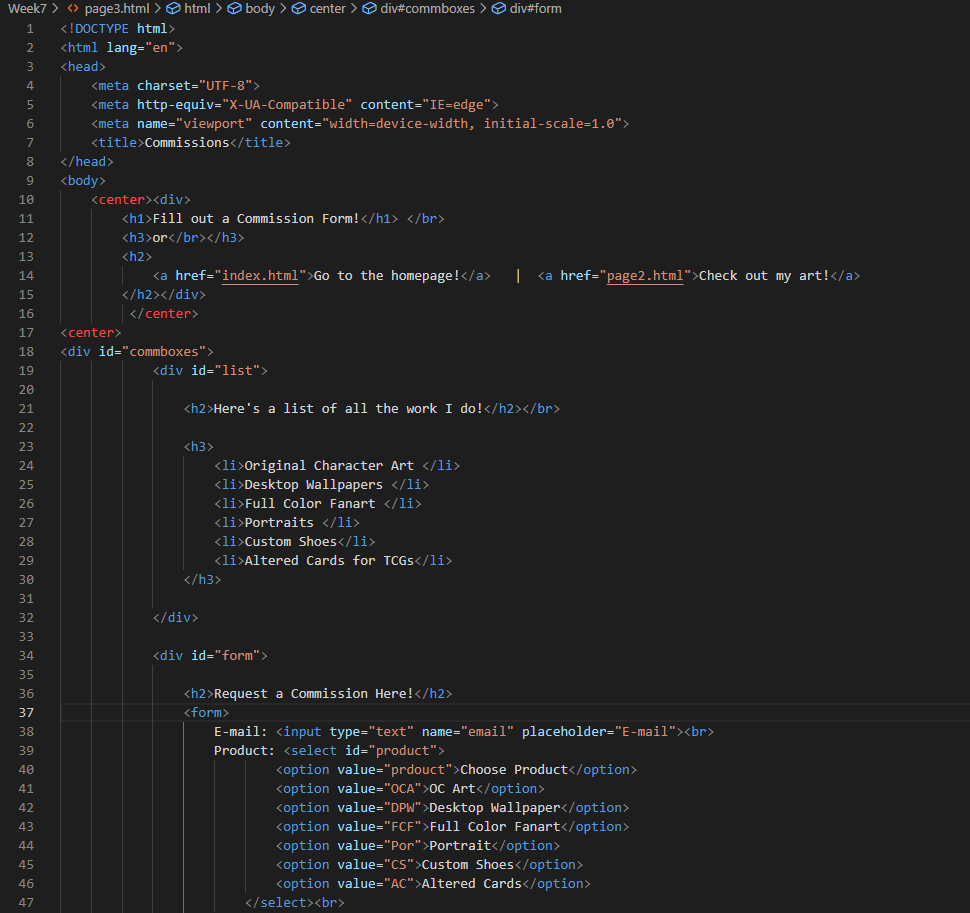 Week7 > <> page3.html > html > body > center > div#commboxes > div#form
1 <!DOCTYPE html>
2 <html lang="en">
3 <head>
4 <meta charset="UTF-8">
5 <meta http-equiv="X-UA-Compatible" content="IE=edge">
6 <meta name="viewport" content="width=device-width, initial-scale=1.0">
7 <title>Commissions</title>
8 </head>
9 <body>
10 <center><div>
11 <h1>Fill out a Commission Form!</h1> </br>
12 <h3>or</br></h3>
13 <h2>
14 <a href="index.html">Go to the homepage!</a> | <a href="page2.html">Check out my art!</a>
15 </h2></div>
16 </center>
17 <center>
18 <div id="commboxes">
19 <div id="list">
20
21 <h2>Here's a list of all the work I do!</h2></br>
22
23 <h3>
24 <li>Original Character Art </li>
25 <li>Desktop Wallpapers </li>
26 <li>Full Color Fanart </li>
27 <li>Portraits </li>
28 <li>Custom Shoes</li>
29 <li>Altered Cards for TCGs</li>
30 </h3>
31
32 </div>
33
34 <div id="form">
35
36 <h2>Request a Commission Here!</h2>
37 <form>
38 E-mail: <input type="text" name="email" placeholder="E-mail"><br>
39 Product: <select id="product">
40 <option value="prdouct">Choose Product</option>
41 <option value="OCA">OC Art</option>
42 <option value="DPW">Desktop Wallpaper</option>
43 <option value="FCF">Full Color Fanart</option>
44 <option value="Por">Portrait</option>
45 <option value="CS">Custom Shoes</option>
46 <option value="AC">Altered Cards</option>
47 </select><br>